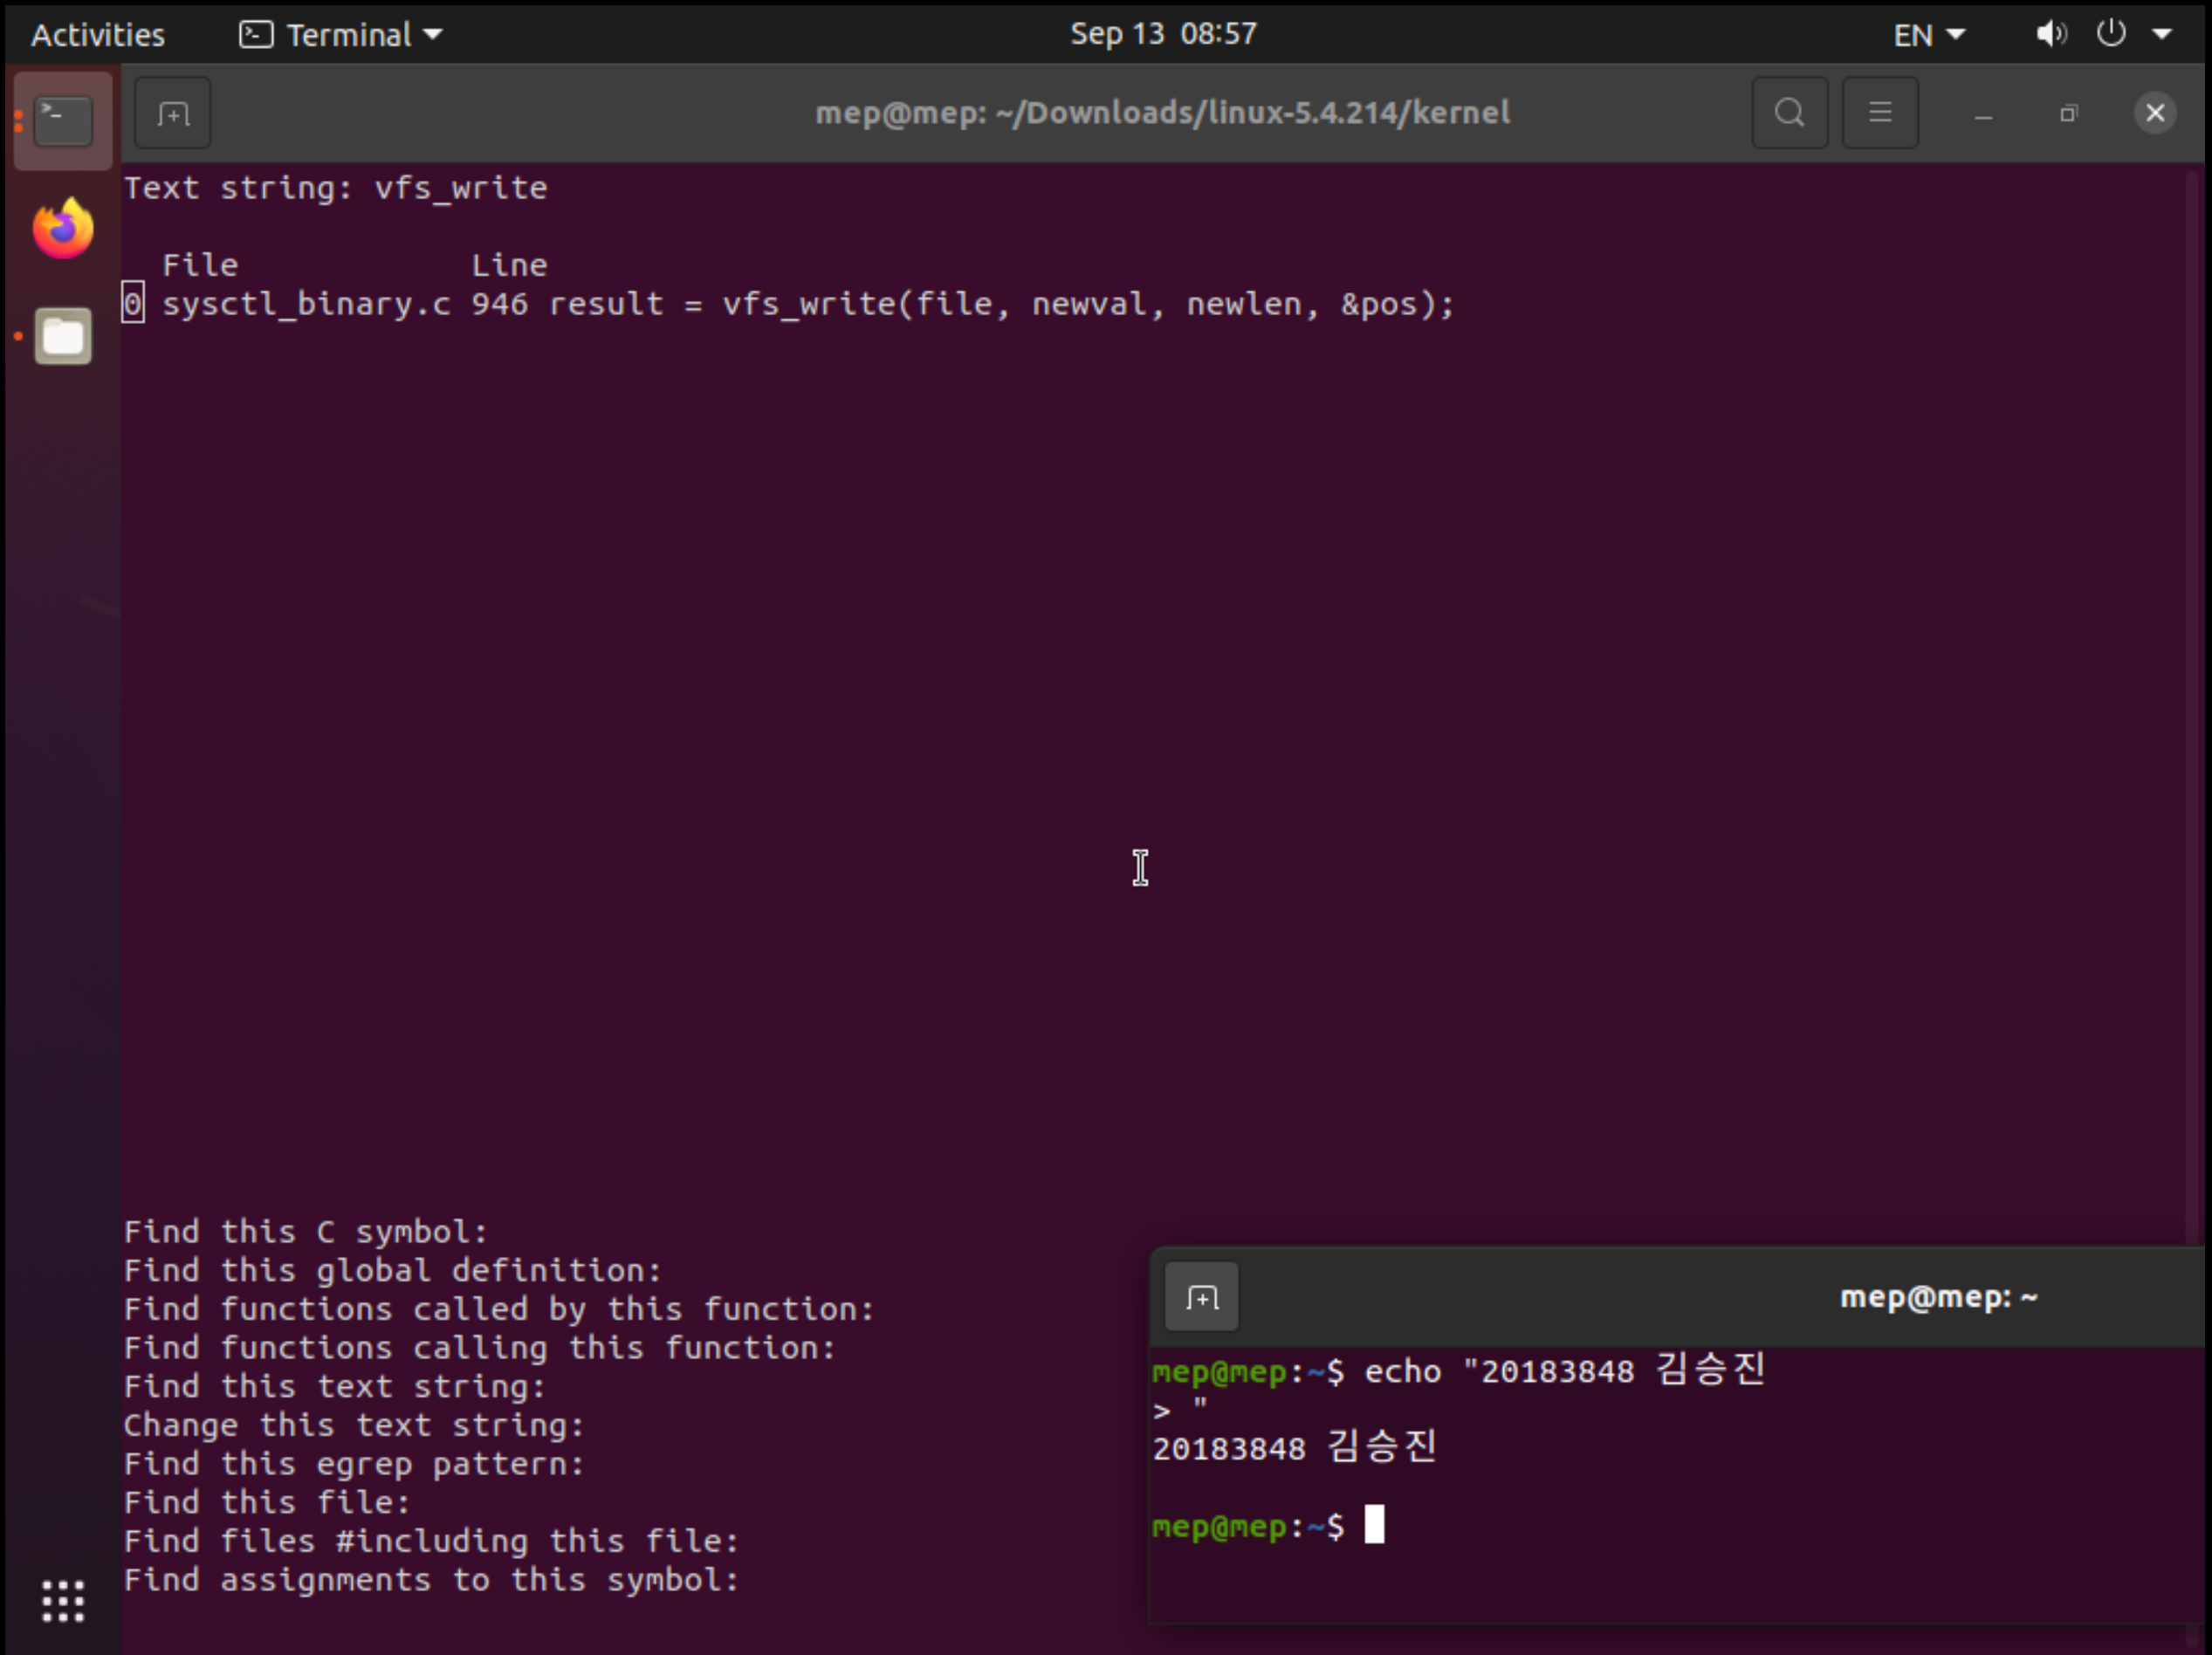 Activities Terminal Sep 13 08:57 EN
mep@mep: ~/Downloads/linux-5.4.214/kernel
Text string: vfs_write
File Line
0 sysctl_binary.c 946 result = vfs_write(file, newval, newlen, &pos);
Find this C symbol:
Find this global definition:
Find functions called by this function:
Find functions calling this function:
Find this text string:
Change this text string:
Find this egrep pattern:
Find this file:
Find files #including this file:
Find assignments to this symbol:
mep@mep: ~
mep@mep:~$ echo "20183848 김승진
> "
20183848 김승진
mep@mep:~$